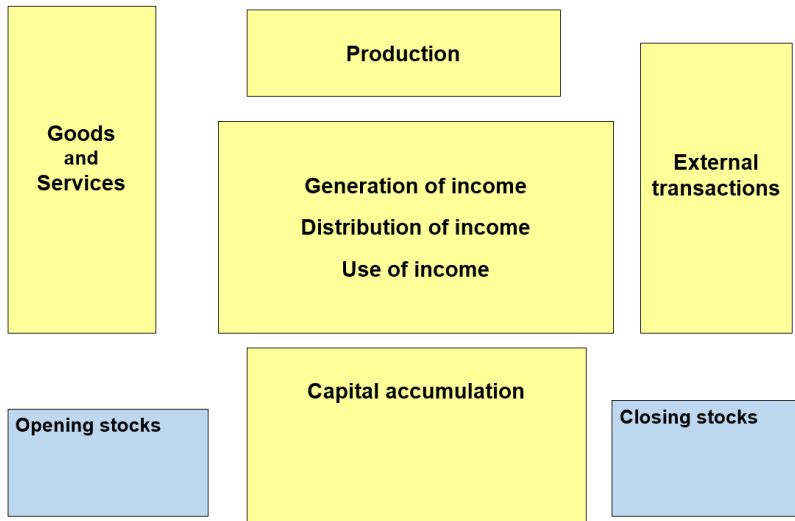 Production
Goods
and
Services
External
transactions
Generation of income
Distribution of income
Use of income
Capital accumulation
Opening stocks
Closing stocks